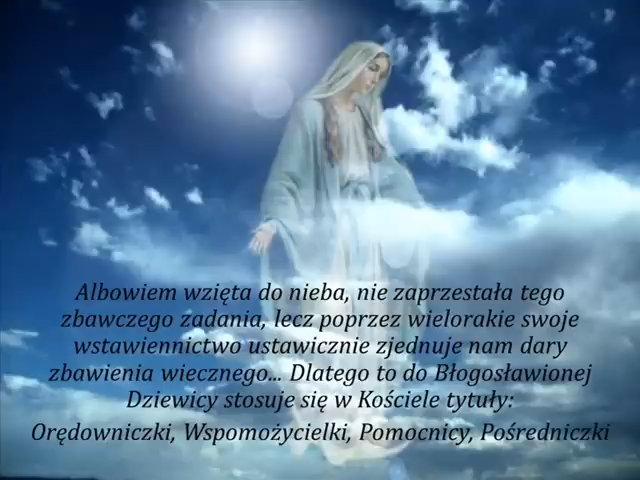 Albowiem wzięta do nieba, nie zaprzestała tego
zbawczego zadania, lecz poprzez wielorakie swoje
wstawiennictwo ustawicznie zjednuje nam dary
zbawienia wiecznego... Dlatego to do Błogosławionej
Dziewicy stosuje się w Kościele tytuły:
Orędowniczki, Wspomożycielki, Pomocnicy, Pośredniczki